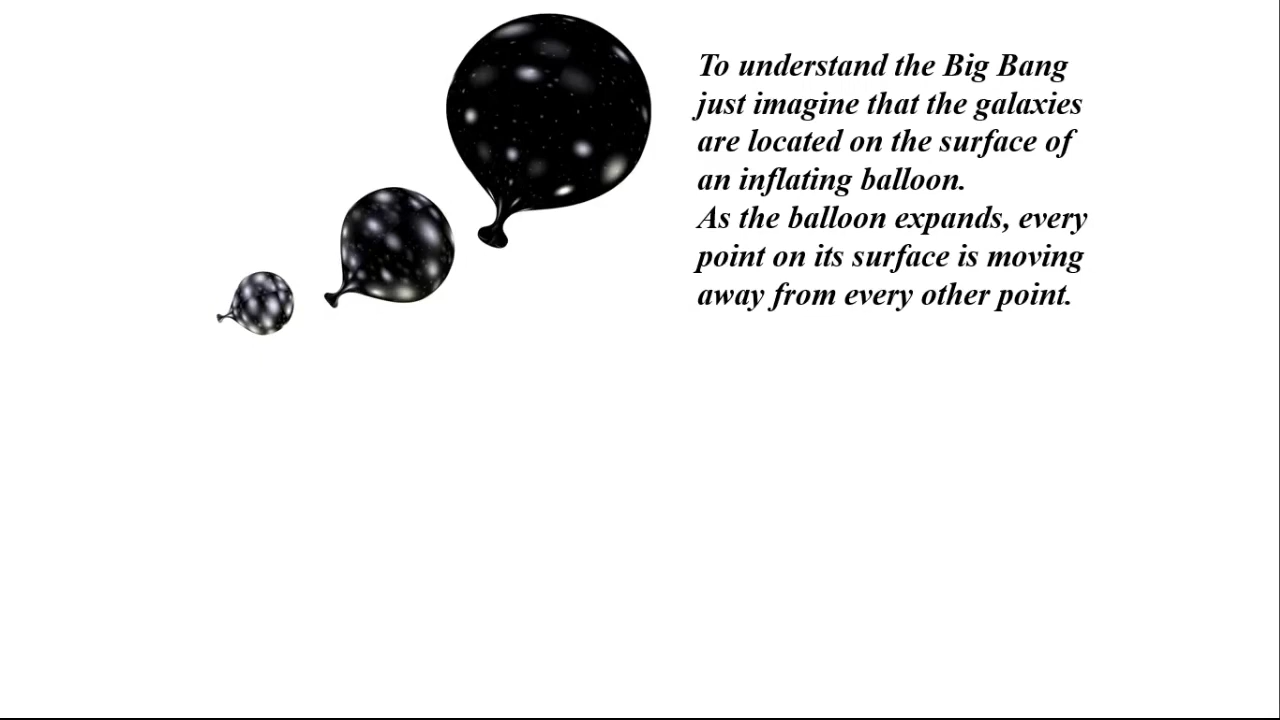 To understand the Big Bang
just imagine that the galaxies
are located on the surface of
an inflating balloon.
As the balloon expands, every
point on its surface is moving
away from every other point.